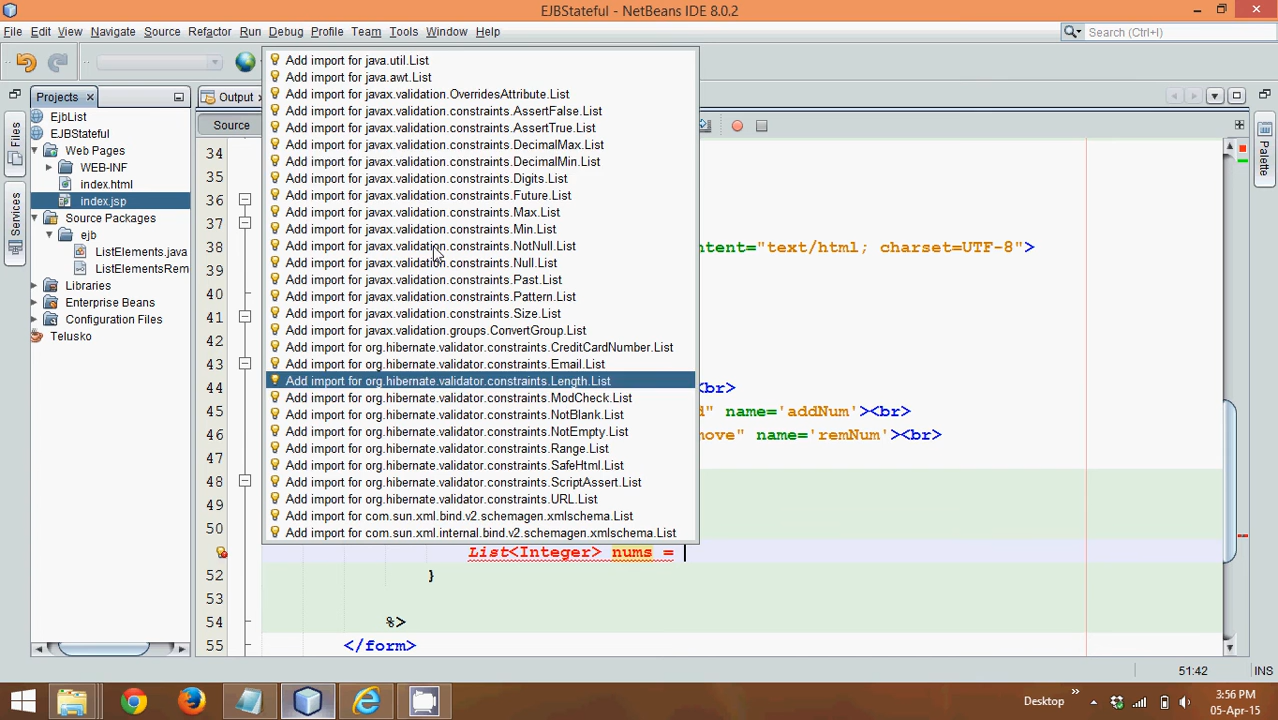 EJBStateful - NetBeans IDE 8.0.2
File Edit View Navigate Source Refactor Run Debug Profile Team Tools Window Help
Search (Ctrl+I)
Projects
Output
Files
Services
Palette
Source
EjbList
EJBStateful
Web Pages
WEB-INF
index.html
index.jsp
Source Packages
ejb
ListElements.java
ListElementsRem
Libraries
Enterprise Beans
Configuration Files
Telusko
Add import for java.util.List
Add import for java.awt.List
Add import for javax.validation.OverridesAttribute.List
Add import for javax.validation.constraints.AssertFalse.List
Add import for javax.validation.constraints.AssertTrue.List
Add import for javax.validation.constraints.DecimalMax.List
Add import for javax.validation.constraints.DecimalMin.List
Add import for javax.validation.constraints.Digits.List
Add import for javax.validation.constraints.Future.List
Add import for javax.validation.constraints.Max.List
Add import for javax.validation.constraints.Min.List
Add import for javax.validation.constraints.NotNull.List
Add import for javax.validation.constraints.Null.List
Add import for javax.validation.constraints.Past.List
Add import for javax.validation.constraints.Pattern.List
Add import for javax.validation.constraints.Size.List
Add import for javax.validation.groups.ConvertGroup.List
Add import for org.hibernate.validator.constraints.CreditCardNumber.List
Add import for org.hibernate.validator.constraints.Email.List
Add import for org.hibernate.validator.constraints.Length.List
Add import for org.hibernate.validator.constraints.ModCheck.List
Add import for org.hibernate.validator.constraints.NotBlank.List
Add import for org.hibernate.validator.constraints.NotEmpty.List
Add import for org.hibernate.validator.constraints.Range.List
Add import for org.hibernate.validator.constraints.SafeHtml.List
Add import for org.hibernate.validator.constraints.ScriptAssert.List
Add import for org.hibernate.validator.constraints.URL.List
Add import for com.sun.xml.bind.v2.schemagen.xmlschema.List
Add import for com.sun.xml.internal.bind.v2.schemagen.xmlschema.List
34
35
36
37
38 ntent="text/html; charset=UTF-8">
39
40
41
42
43
44 <br>
45 d" name='addNum'><br>
46 move" name='remNum'><br>
47
48
49
50
List<Integer> nums =
52 }
53
54 %>
55 </form>
51:42
INS
Desktop
3:56 PM
05-Apr-15